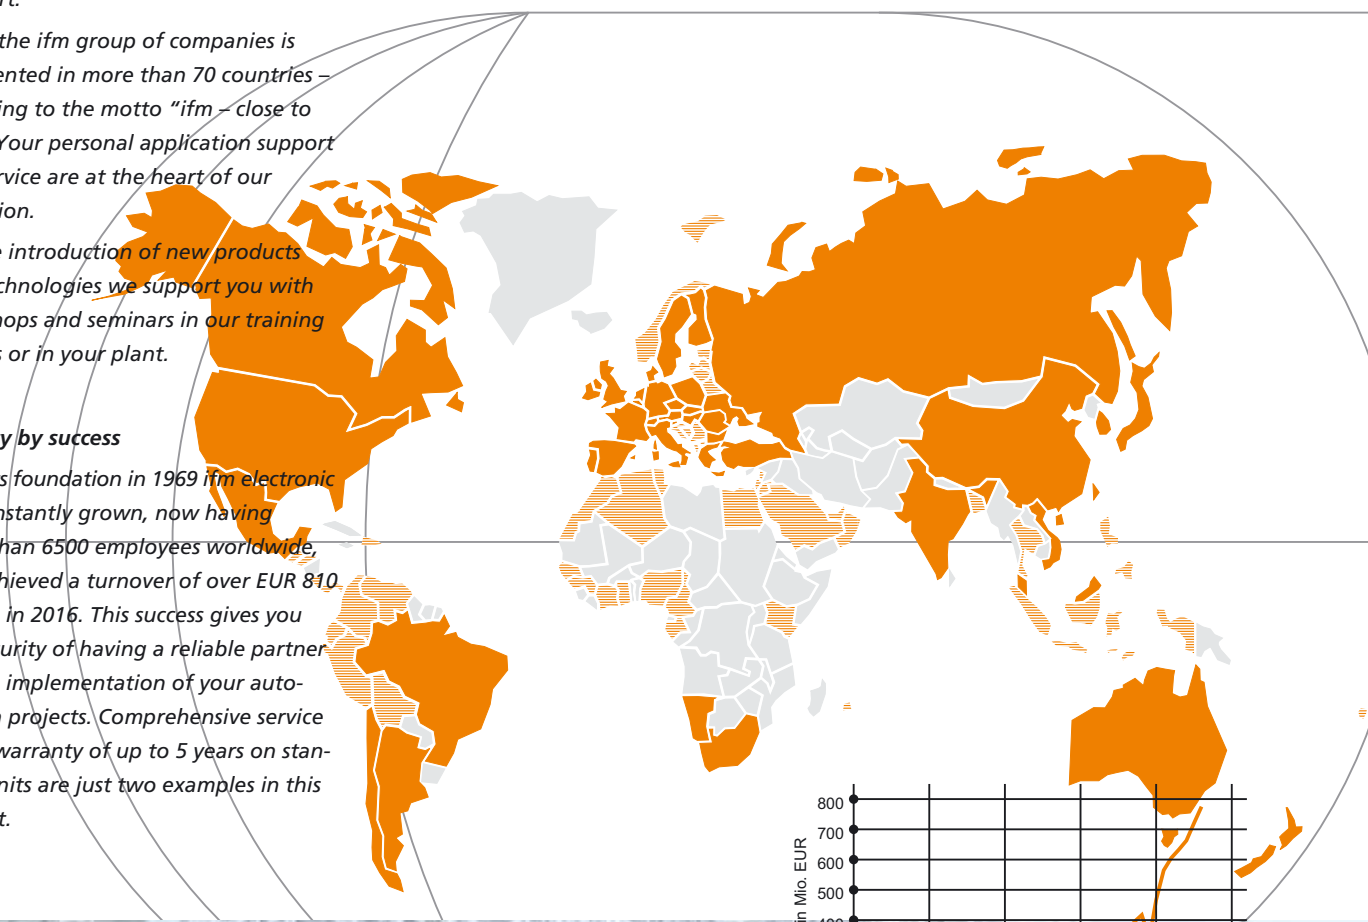 rt.
the ifm group of companies is
ented in more than 70 countries –
ing to the motto “ifm – close to
Your personal application support
rvice are at the heart of our
ion.
e introduction of new products
chnologies we support you with
hops and seminars in our training
s or in your plant.
y by success
s foundation in 1969 ifm electronic
nstantly grown, now having
han 6500 employees worldwide,
hieved a turnover of over EUR 810
in 2016. This success gives you
urity of having a reliable partner
implementation of your auto-
n projects. Comprehensive service
warranty of up to 5 years on stan-
nits are just two examples in this
t.
800
700
600
500
400
in Mio. EUR